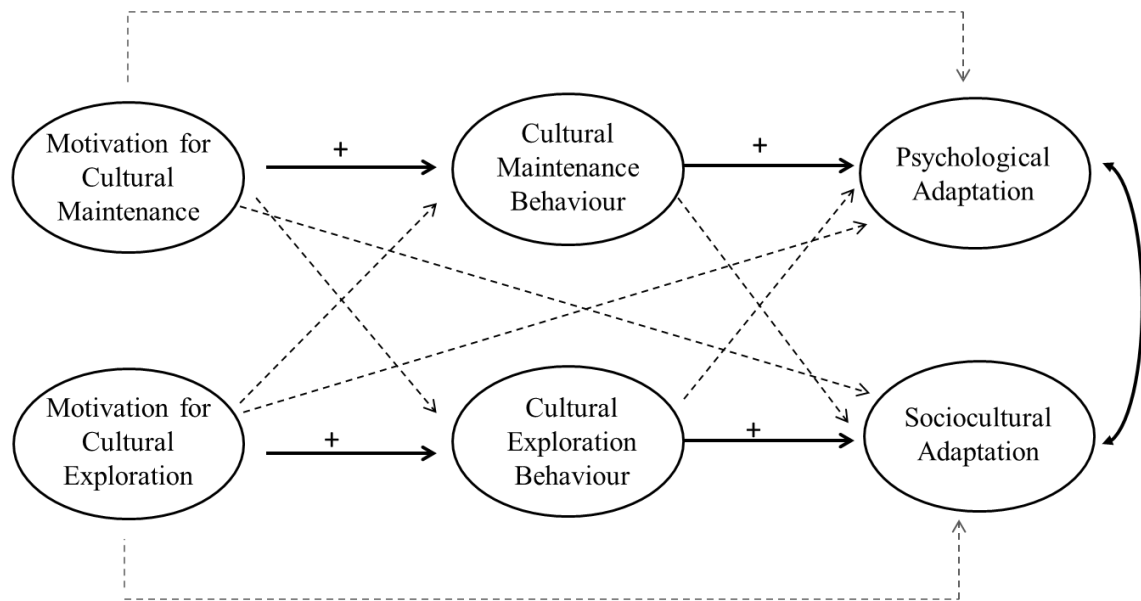 Motivation for
Cultural
Maintenance
+
Cultural
Maintenance
Behaviour
+
Psychological
Adaptation
Motivation for
Cultural
Exploration
+
Cultural
Exploration
Behaviour
+
Sociocultural
Adaptation